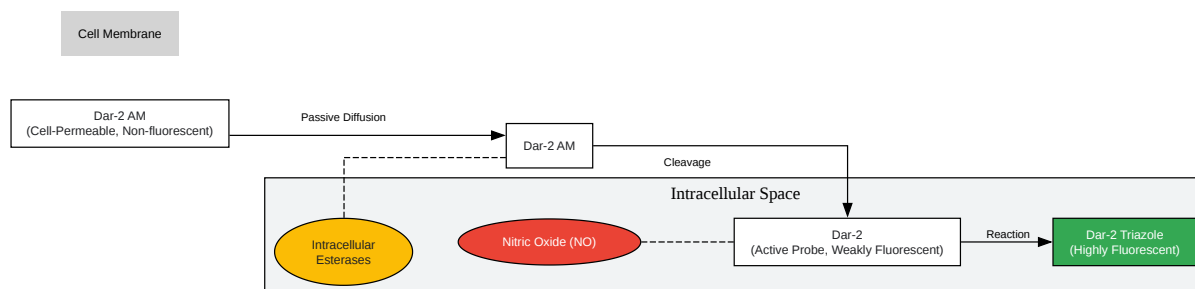 Cell Membrane
Dar-2 AM
(Cell-Permeable, Non-fluorescent)
Passive Diffusion
Dar-2 AM
Cleavage
Intracellular Space
Intracellular
Esterases
Nitric Oxide (NO)
Dar-2
(Active Probe, Weakly Fluorescent)
Reaction
Dar-2 Triazole
(Highly Fluorescent)